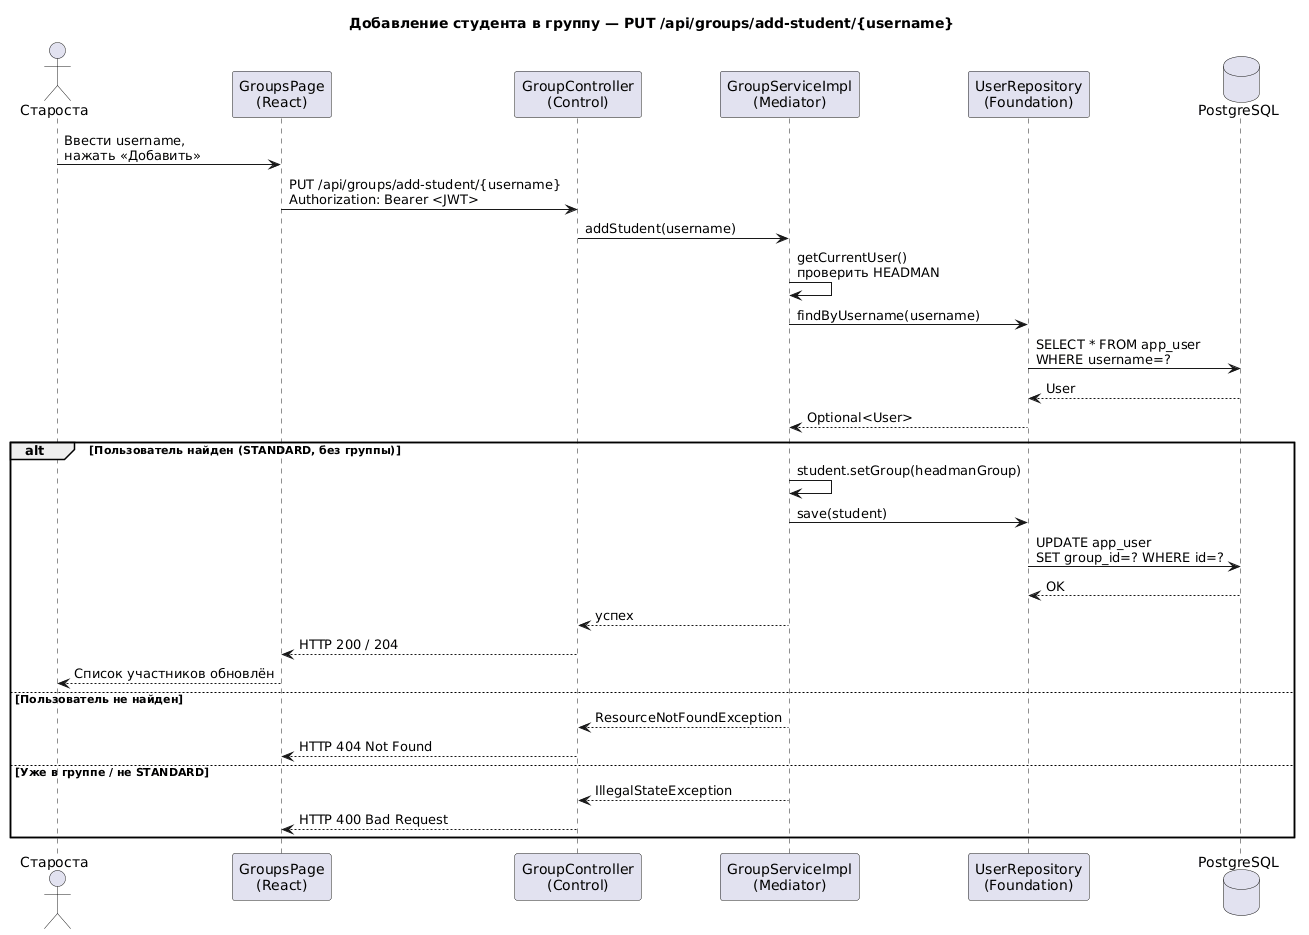 Добавление студента в группу — PUT /api/groups/add-student/{username}
Староста
GroupsPage
(React)
GroupController
(Control)
GroupServiceImpl
(Mediator)
UserRepository
(Foundation)
PostgreSQL
Ввести username,
нажать «Добавить»
PUT /api/groups/add-student/{username}
Authorization: Bearer <JWT>
addStudent(username)
getCurrentUser()
проверить HEADMAN
findByUsername(username)
SELECT * FROM app_user
WHERE username=?
User
Optional<User>
alt [Пользователь найден (STANDARD, без группы)]
student.setGroup(headmanGroup)
save(student)
UPDATE app_user
SET group_id=? WHERE id=?
OK
успех
HTTP 200 / 204
Список участников обновлён
[Пользователь не найден]
ResourceNotFoundException
HTTP 404 Not Found
[Уже в группе / не STANDARD]
IllegalStateException
HTTP 400 Bad Request
Староста
GroupsPage
(React)
GroupController
(Control)
GroupServiceImpl
(Mediator)
UserRepository
(Foundation)
PostgreSQL